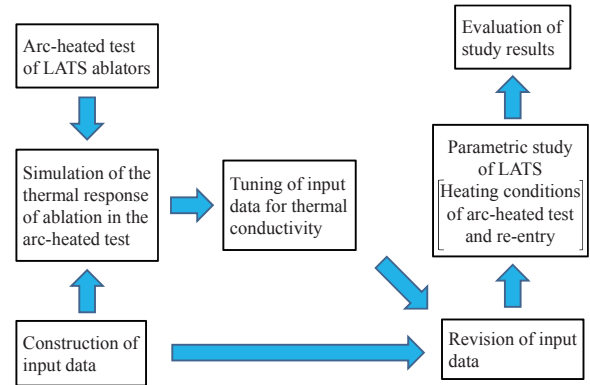 Arc-heated test
of LATS ablators
Evaluation of
study results
Simulation of the
thermal response
of ablation in the
arc-heated test
Tuning of input
data for thermal
conductivity
Parametric study
of LATS
[Heating conditions
of arc-heated test
and re-entry]
Construction of
input data
Revision of input
data